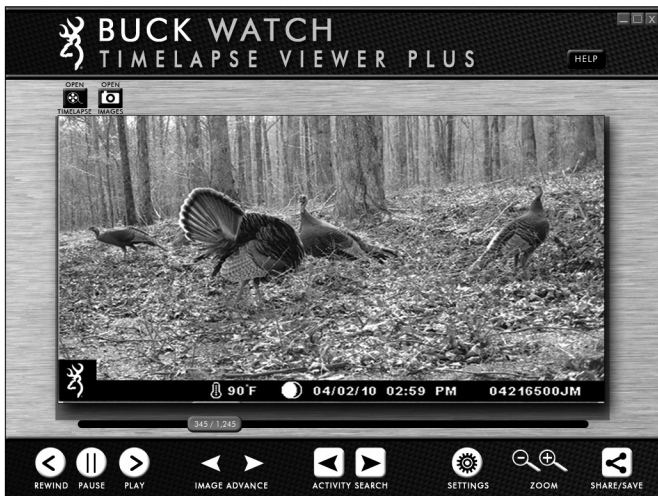 BUCK WATCH
TIMELAPSE VIEWER PLUS
HELP
OPEN OPEN
TIMELAPSE IMAGES
90°F 04/02/10 02:59 PM 04216500JM
345 / 1,245
REWIND PAUSE PLAY IMAGE ADVANCE ACTIVITY SEARCH SETTINGS ZOOM SHARE/SAVE